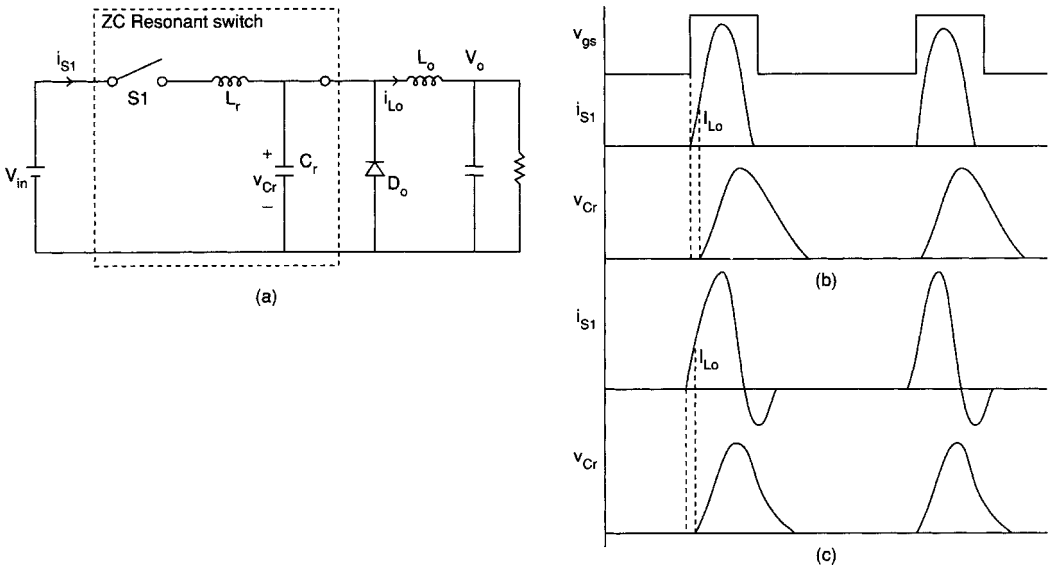 ZC Resonant switch
i_S1
S1
L_r
L_o
V_o
i_Lo
V_in
+
v_Cr
−
C_r
D_o
(a)
v_gs
i_S1
I_Lo
v_Cr
(b)
i_S1
I_Lo
v_Cr
(c)